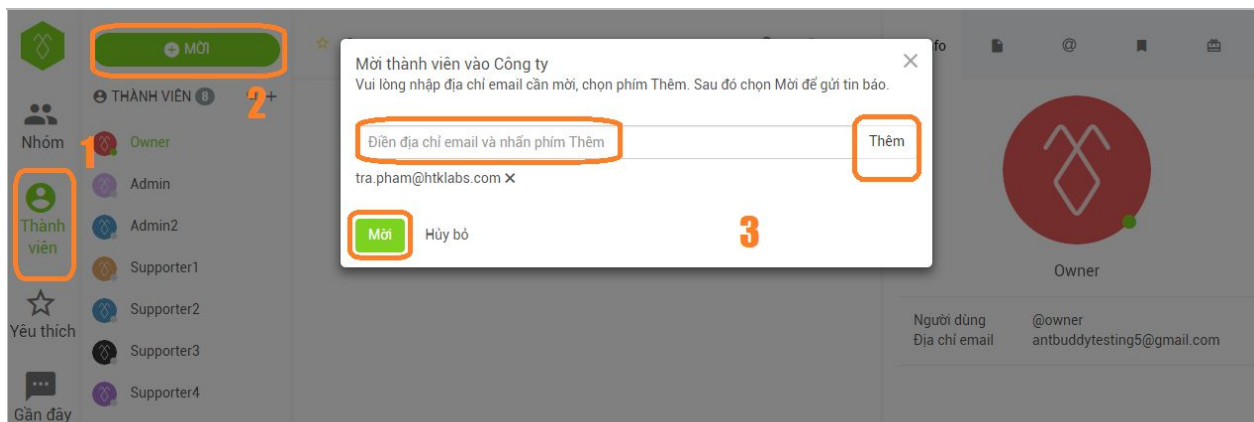 MỜI
THÀNH VIÊN 8
+
2
Nhóm
1
Owner
Thành
viên
Admin
Admin2
Supporter1
Yêu thích
Supporter2
Supporter3
Gần đây
Supporter4
Mời thành viên vào Công ty
Vui lòng nhập địa chỉ email cần mời, chọn phím Thêm. Sau đó chọn Mời để gửi tin báo.
Điền địa chỉ email và nhấn phím Thêm
Thêm
tra.pham@htklabs.com ×
Mời
Hủy bỏ
3
fo
@
Owner
Người dùng @owner
Địa chỉ email antbuddytesting5@gmail.com